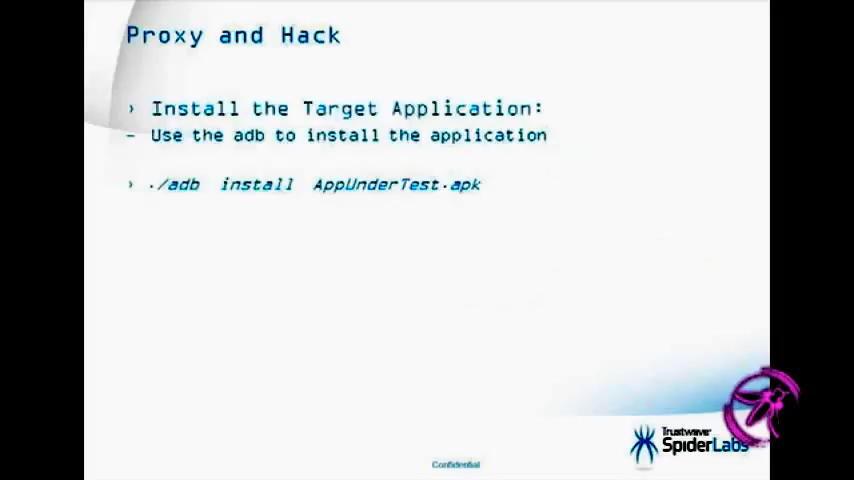 Proxy and Hack
› Install the Target Application:
– Use the adb to install the application
› ./adb install AppUnderTest.apk
Trustwave®
SpiderLabs
Confidential